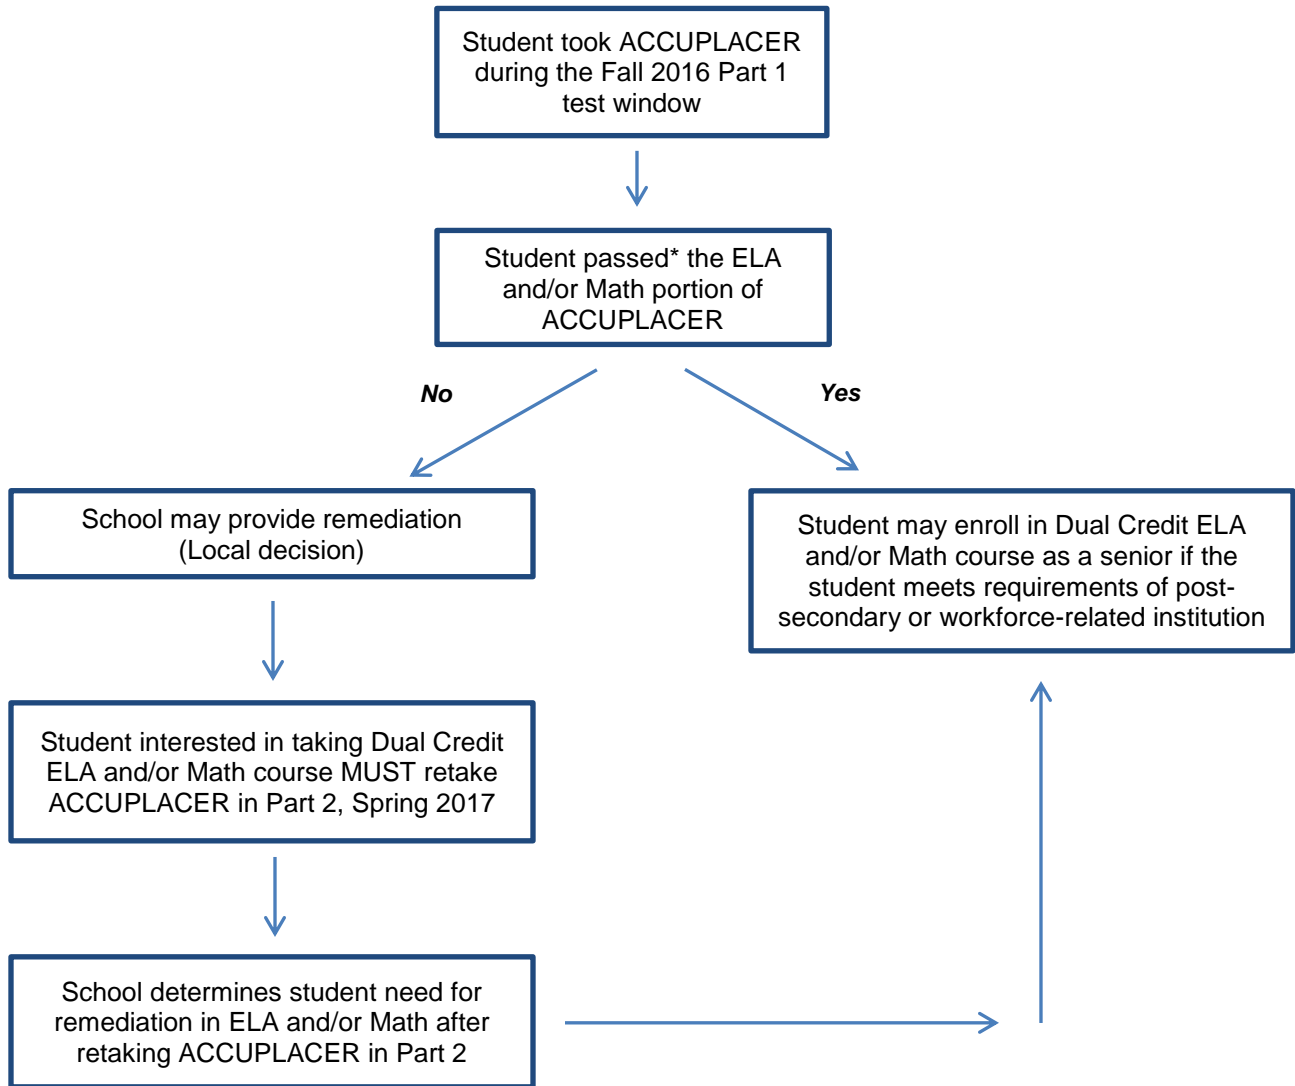 Student took ACCUPLACER
during the Fall 2016 Part 1
test window
Student passed* the ELA
and/or Math portion of
ACCUPLACER
No
Yes
School may provide remediation
(Local decision)
Student may enroll in Dual Credit ELA
and/or Math course as a senior if the
student meets requirements of post-
secondary or workforce-related institution
Student interested in taking Dual Credit
ELA and/or Math course MUST retake
ACCUPLACER in Part 2, Spring 2017
School determines student need for
remediation in ELA and/or Math after
retaking ACCUPLACER in Part 2